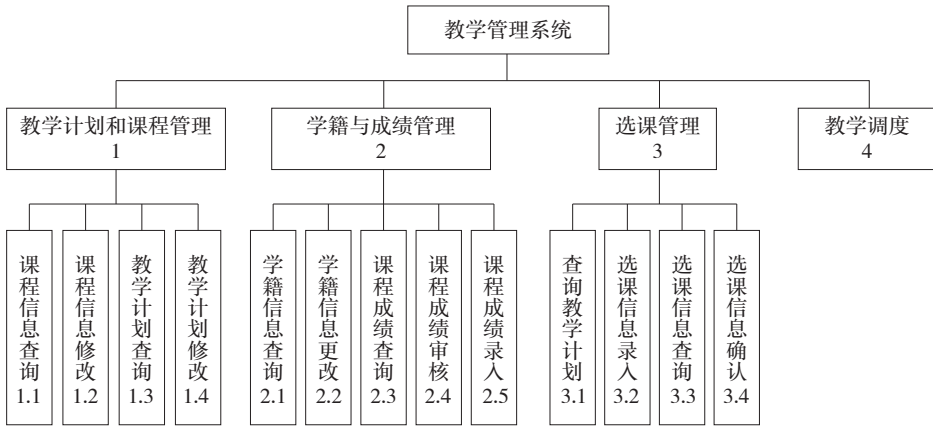 教学管理系统
教学计划和课程管理
1
学籍与成绩管理
2
选课管理
3
教学调度
4
课程信息查询
1.1
课程信息修改
1.2
教学计划查询
1.3
教学计划修改
1.4
学籍信息查询
2.1
学籍信息更改
2.2
课程成绩查询
2.3
课程成绩审核
2.4
课程成绩录入
2.5
查询教学计划
3.1
选课信息录入
3.2
选课信息查询
3.3
选课信息确认
3.4